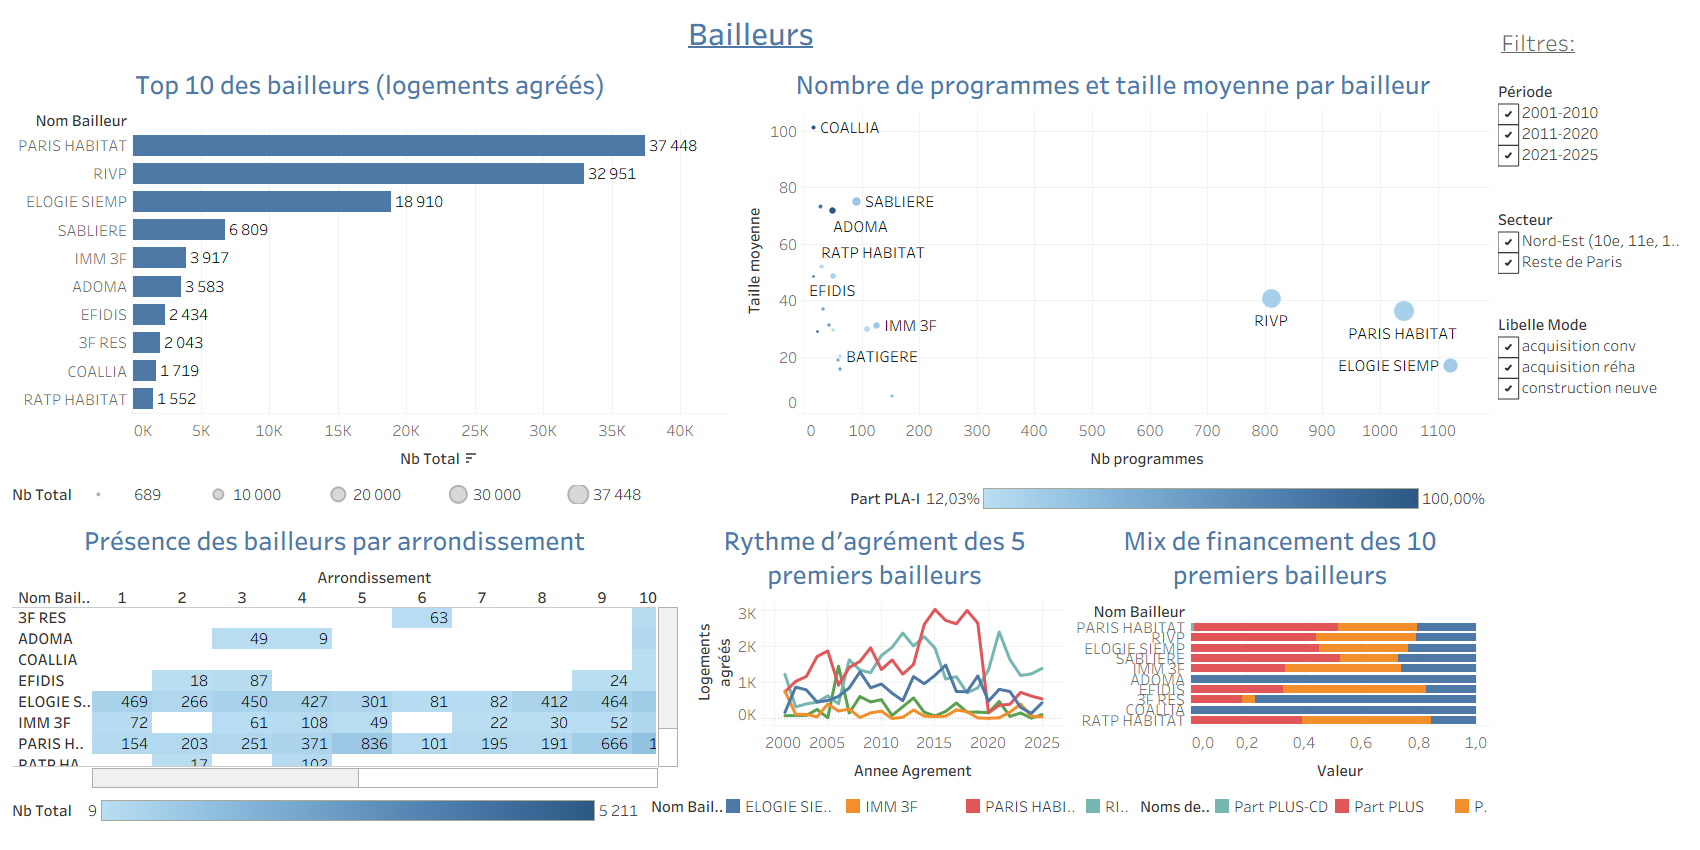 Bailleurs
Filtres:
Top 10 des bailleurs (logements agréés)
Nom Bailleur
PARIS HABITAT 37 448
RIVP 32 951
ELOGIE SIEMP 18 910
SABLIERE 6 809
IMM 3F 3 917
ADOMA 3 583
EFIDIS 2 434
3F RES 2 043
COALLIA 1 719
RATP HABITAT 1 552
0K 5K 10K 15K 20K 25K 30K 35K 40K
Nb Total
Nb Total 689 10 000 20 000 30 000 37 448
Nombre de programmes et taille moyenne par bailleur
Taille moyenne
100
80
60
40
20
0
COALLIA
SABLIERE
ADOMA
RATP HABITAT
EFIDIS
IMM 3F
RIVP
PARIS HABITAT
BATIGERE
ELOGIE SIEMP
0 100 200 300 400 500 600 700 800 900 1000 1100
Nb programmes
Part PLA-I 12,03% 100,00%
Période
2001-2010
2011-2020
2021-2025
Secteur
Nord-Est (10e, 11e, 1..
Reste de Paris
Libelle Mode
acquisition conv
acquisition réha
construction neuve
Présence des bailleurs par arrondissement
Arrondissement
Nom Bail.. 1 2 3 4 5 6 7 8 9 10
3F RES 63
ADOMA 49 9
COALLIA
EFIDIS 18 87 24
ELOGIE S.. 469 266 450 427 301 81 82 412 464
IMM 3F 72 61 108 49 22 30 52
PARIS H.. 154 203 251 371 836 101 195 191 666 1
RATP HA.. 17 102
Nb Total 9 5 211
Rythme d'agrément des 5
premiers bailleurs
Logements
agréés
3K
2K
1K
0K
2000 2005 2010 2015 2020 2025
Annee Agrement
Nom Bail.. ELOGIE SIE.. IMM 3F PARIS HABI.. RI..
Mix de financement des 10
premiers bailleurs
Nom Bailleur
PARIS HABITAT
RIVP
ELOGIE SIEMP
SABLIERE
IMM 3F
ADOMA
EFIDIS
3F RES
COALLIA
RATP HABITAT
0,0 0,2 0,4 0,6 0,8 1,0
Valeur
Noms de.. Part PLUS-CD Part PLUS P.